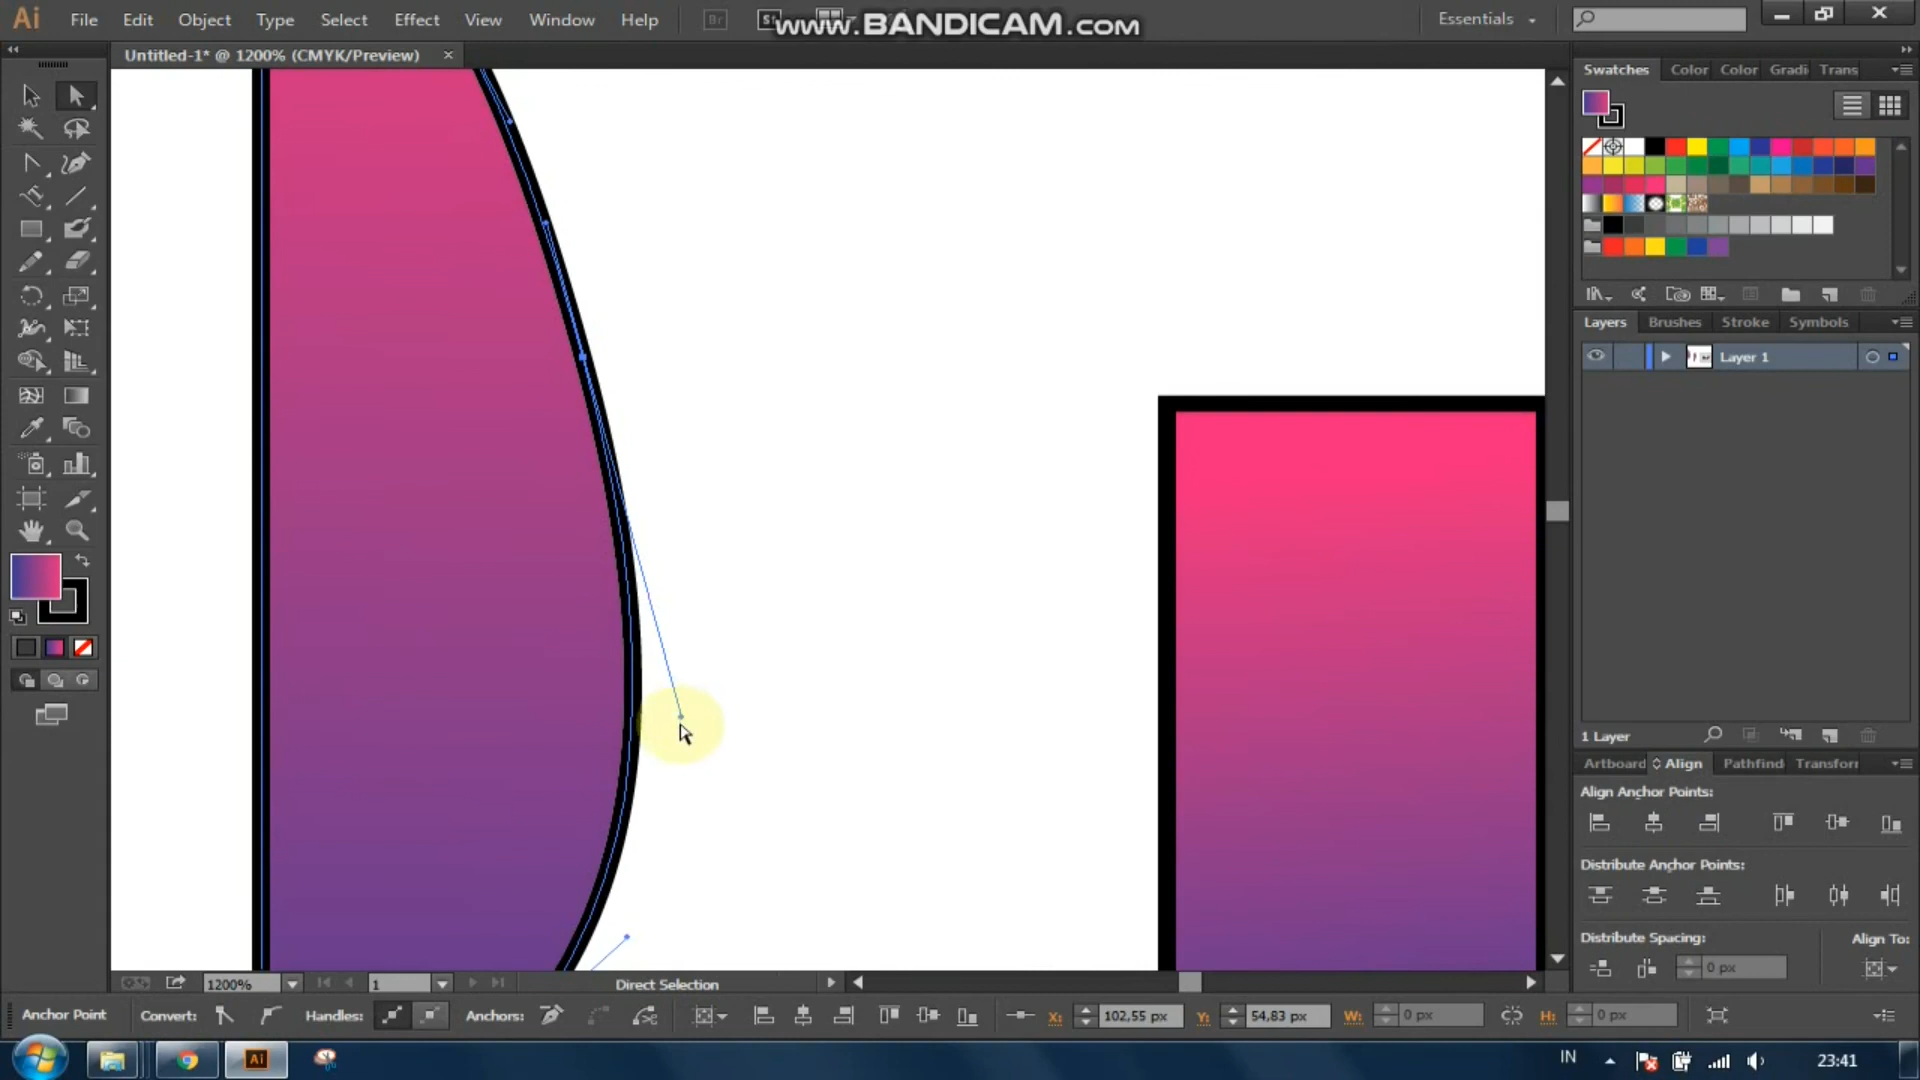 Ai File Edit Object Type Select Effect View Window Help Br St www.BANDICAM.com Essentials
Untitled-1* @ 1200% (CMYK/Preview) ×
Swatches Color Color Gradi Trans
Layers Brushes Stroke Symbols
Layer 1
1 Layer
Artboard Align Pathfind Transforr
Align Anchor Points:
Distribute Anchor Points:
Distribute Spacing: Align To:
0 px
1200% 1 Direct Selection
Anchor Point Convert: Handles: Anchors: X: 102,55 px Y: 54,83 px W: 0 px H: 0 px
Ai IN 23:41